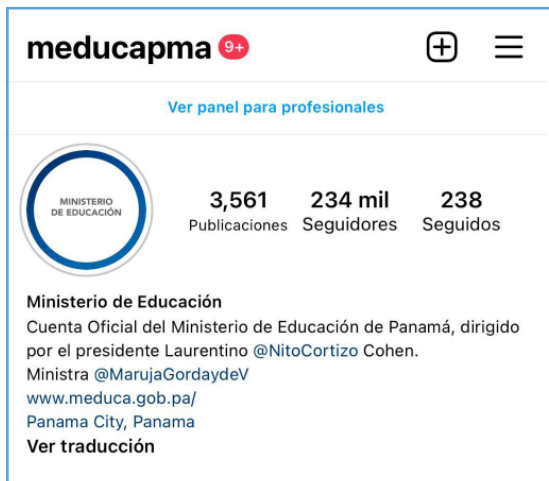 meducapma 9+
Ver panel para profesionales
MINISTERIO
DE EDUCACIÓN
3,561 234 mil 238
Publicaciones Seguidores Seguidos
Ministerio de Educación
Cuenta Oficial del Ministerio de Educación de Panamá, dirigido
por el presidente Laurentino @NitoCortizo Cohen.
Ministra @MarujaGordaydeV
www.meduca.gob.pa/
Panama City, Panama
Ver traducción